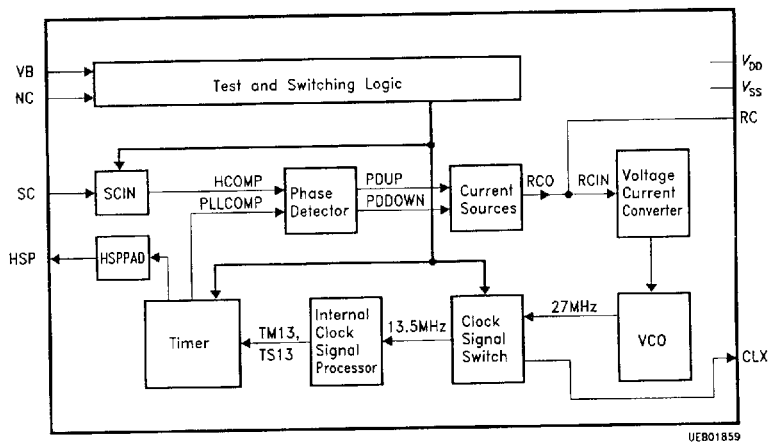 VB
NC
Test and Switching Logic
V_DD
V_SS
RC
SC
SCIN
HCOMP
PLLCOMP
Phase
Detector
PDUP
PDDOWN
Current
Sources
RCO
RCIN
Voltage
Current
Converter
HSP
HSPPAD
Timer
TM13,
TS13
Internal
Clock
Signal
Processor
13.5MHz
Clock
Signal
Switch
27MHz
VCO
CLX
UEB01859